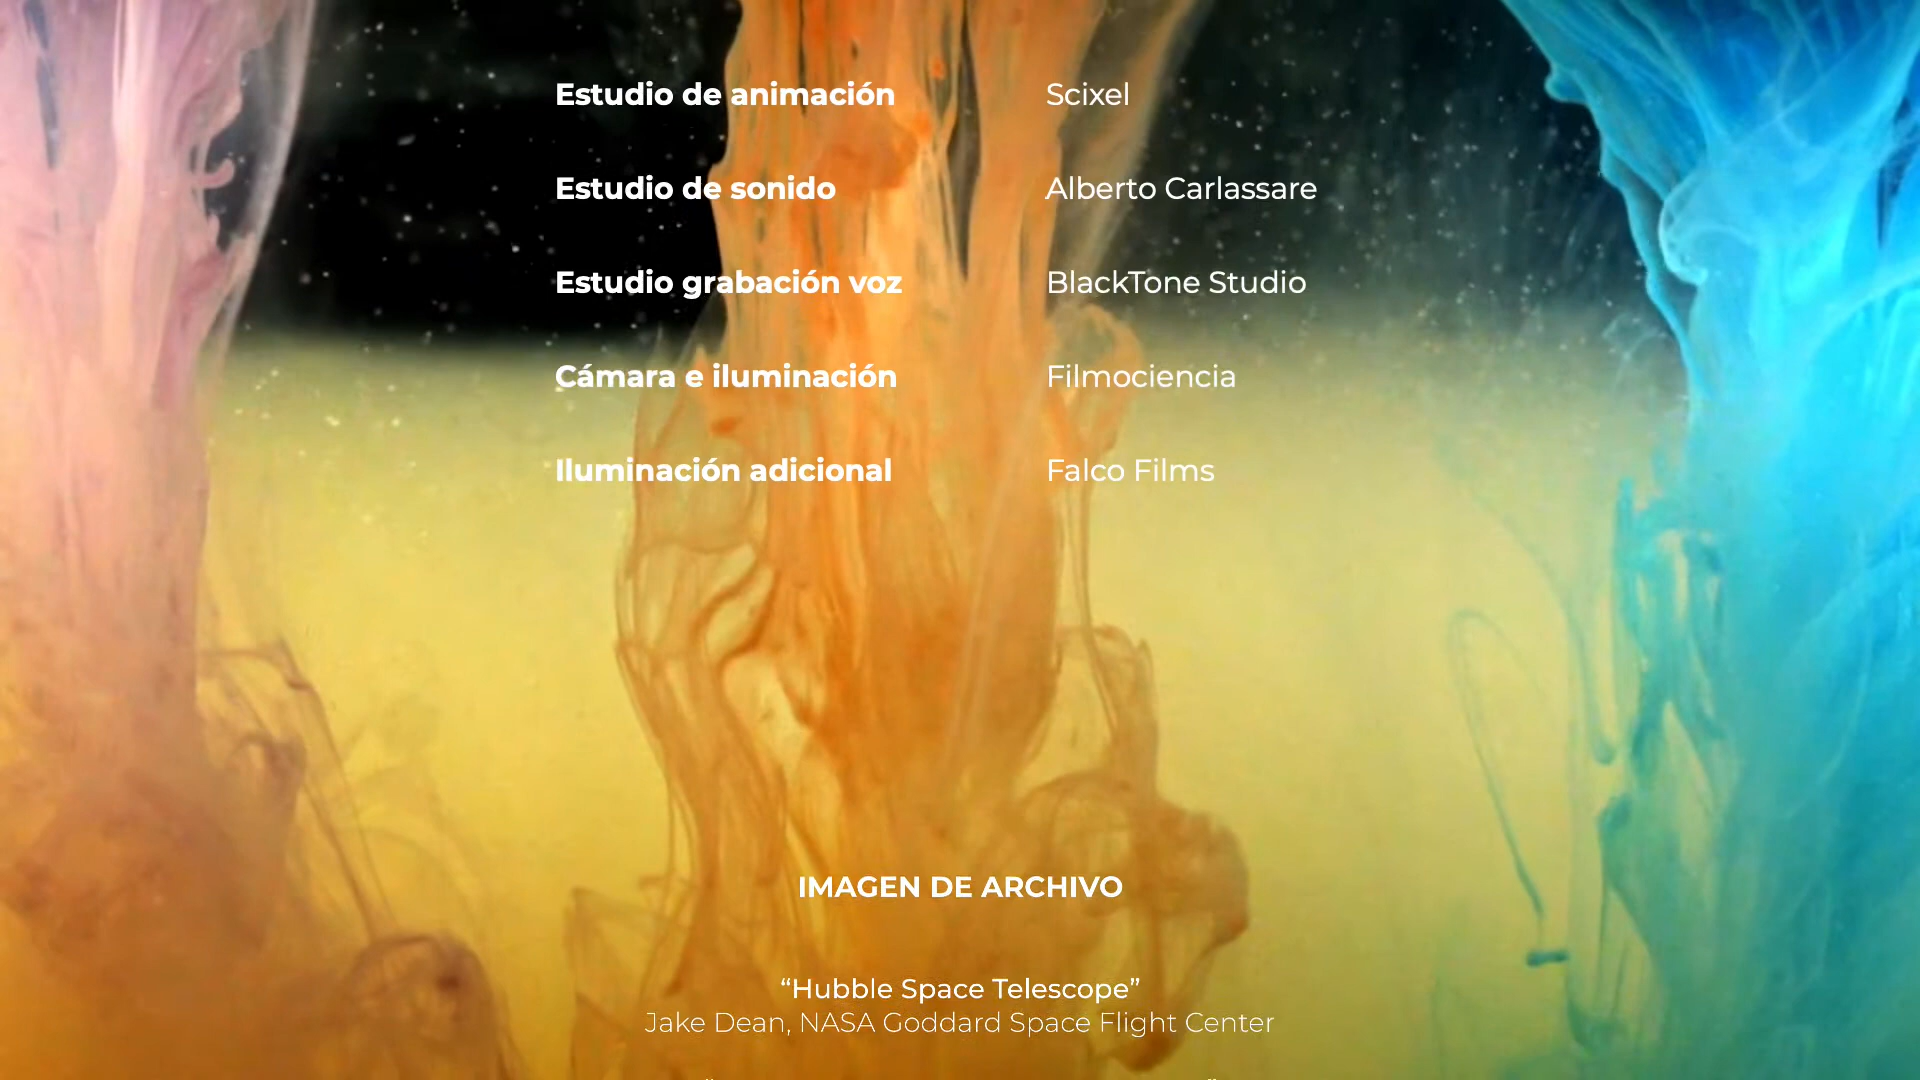 Estudio de animación Scixel
Estudio de sonido Alberto Carlassare
Estudio grabación voz BlackTone Studio
Cámara e iluminación Filmociencia
Iluminación adicional Falco Films
IMAGEN DE ARCHIVO
“Hubble Space Telescope”
Jake Dean, NASA Goddard Space Flight Center